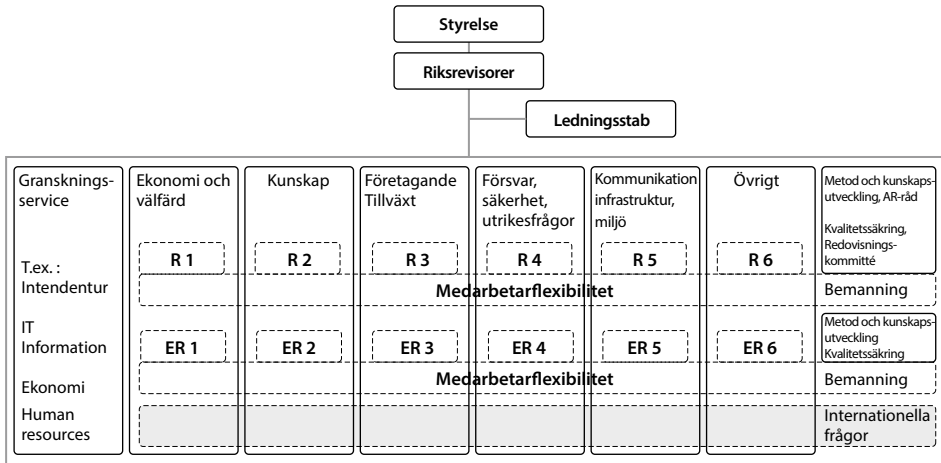 Styrelse
Riksrevisorer
Ledningsstab
Gransknings-
service
T.ex. :
Intendentur
IT
Information
Ekonomi
Human
resources
Ekonomi och
välfärd
Kunskap
Företagande
Tillväxt
Försvar,
säkerhet,
utrikesfrågor
Kommunikation
infrastruktur,
miljö
Övrigt
Metod och kunskaps-
utveckling, AR-råd
Kvalitetssäkring,
Redovisnings-
kommitté
R 1
R 2
R 3
R 4
R 5
R 6
Medarbetarflexibilitet
Bemanning
ER 1
ER 2
ER 3
ER 4
ER 5
ER 6
Metod och kunskaps-
utveckling
Kvalitetssäkring
Medarbetarflexibilitet
Bemanning
Internationella
frågor